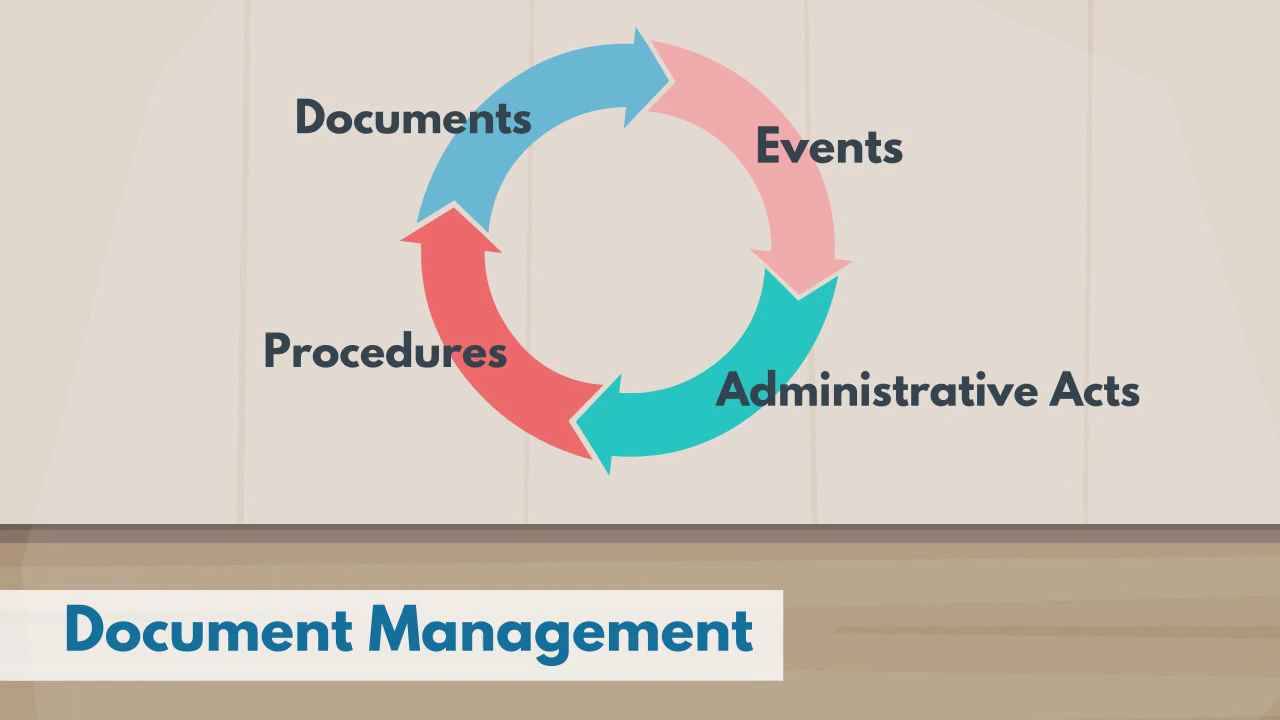 Documents
Events
Procedures
Administrative Acts
Document Management